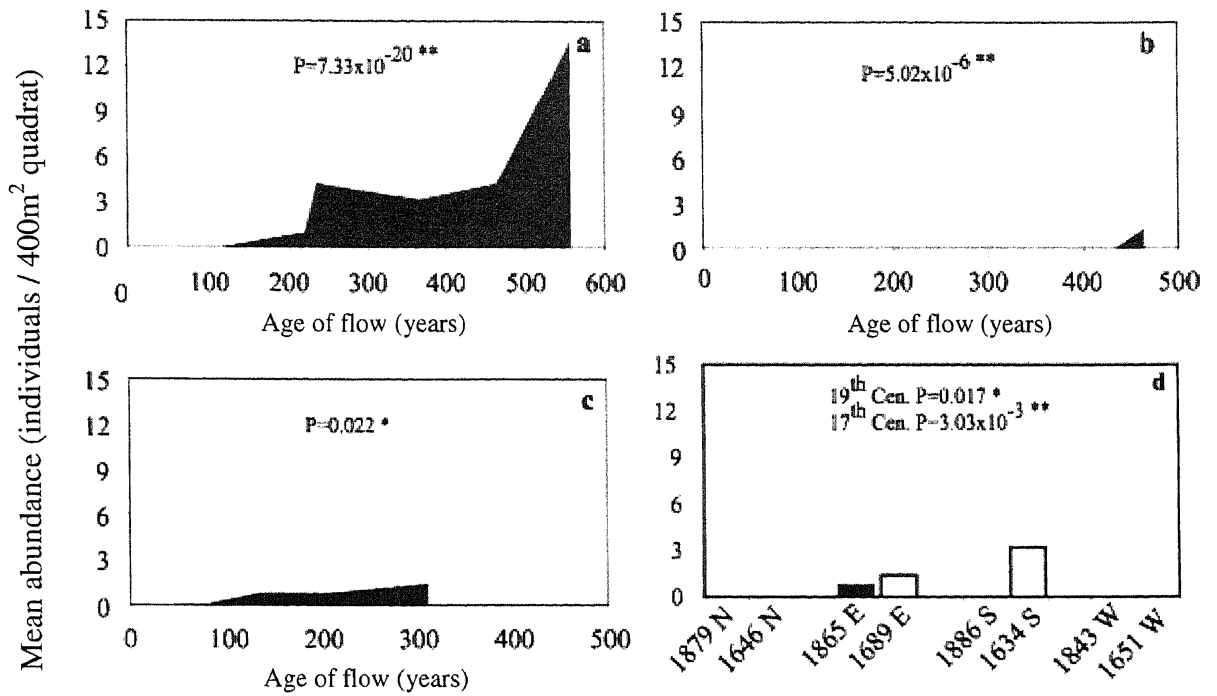 Mean abundance (individuals / 400m² quadrat)
15
12
9
6
3
0
a
P=7.33x10⁻²⁰ **
0 100 200 300 400 500 600
Age of flow (years)
15
12
9
6
3
0
b
P=5.02x10⁻⁶ **
0 100 200 300 400 500
Age of flow (years)
15
12
9
6
3
0
c
P=0.022 *
0 100 200 300 400 500
Age of flow (years)
15
12
9
6
3
0
d
19th Cen. P=0.017 *
17th Cen. P=3.03x10⁻³ **
1879 N
1646 N
1865 E
1689 E
1886 S
1634 S
1843 W
1651 W